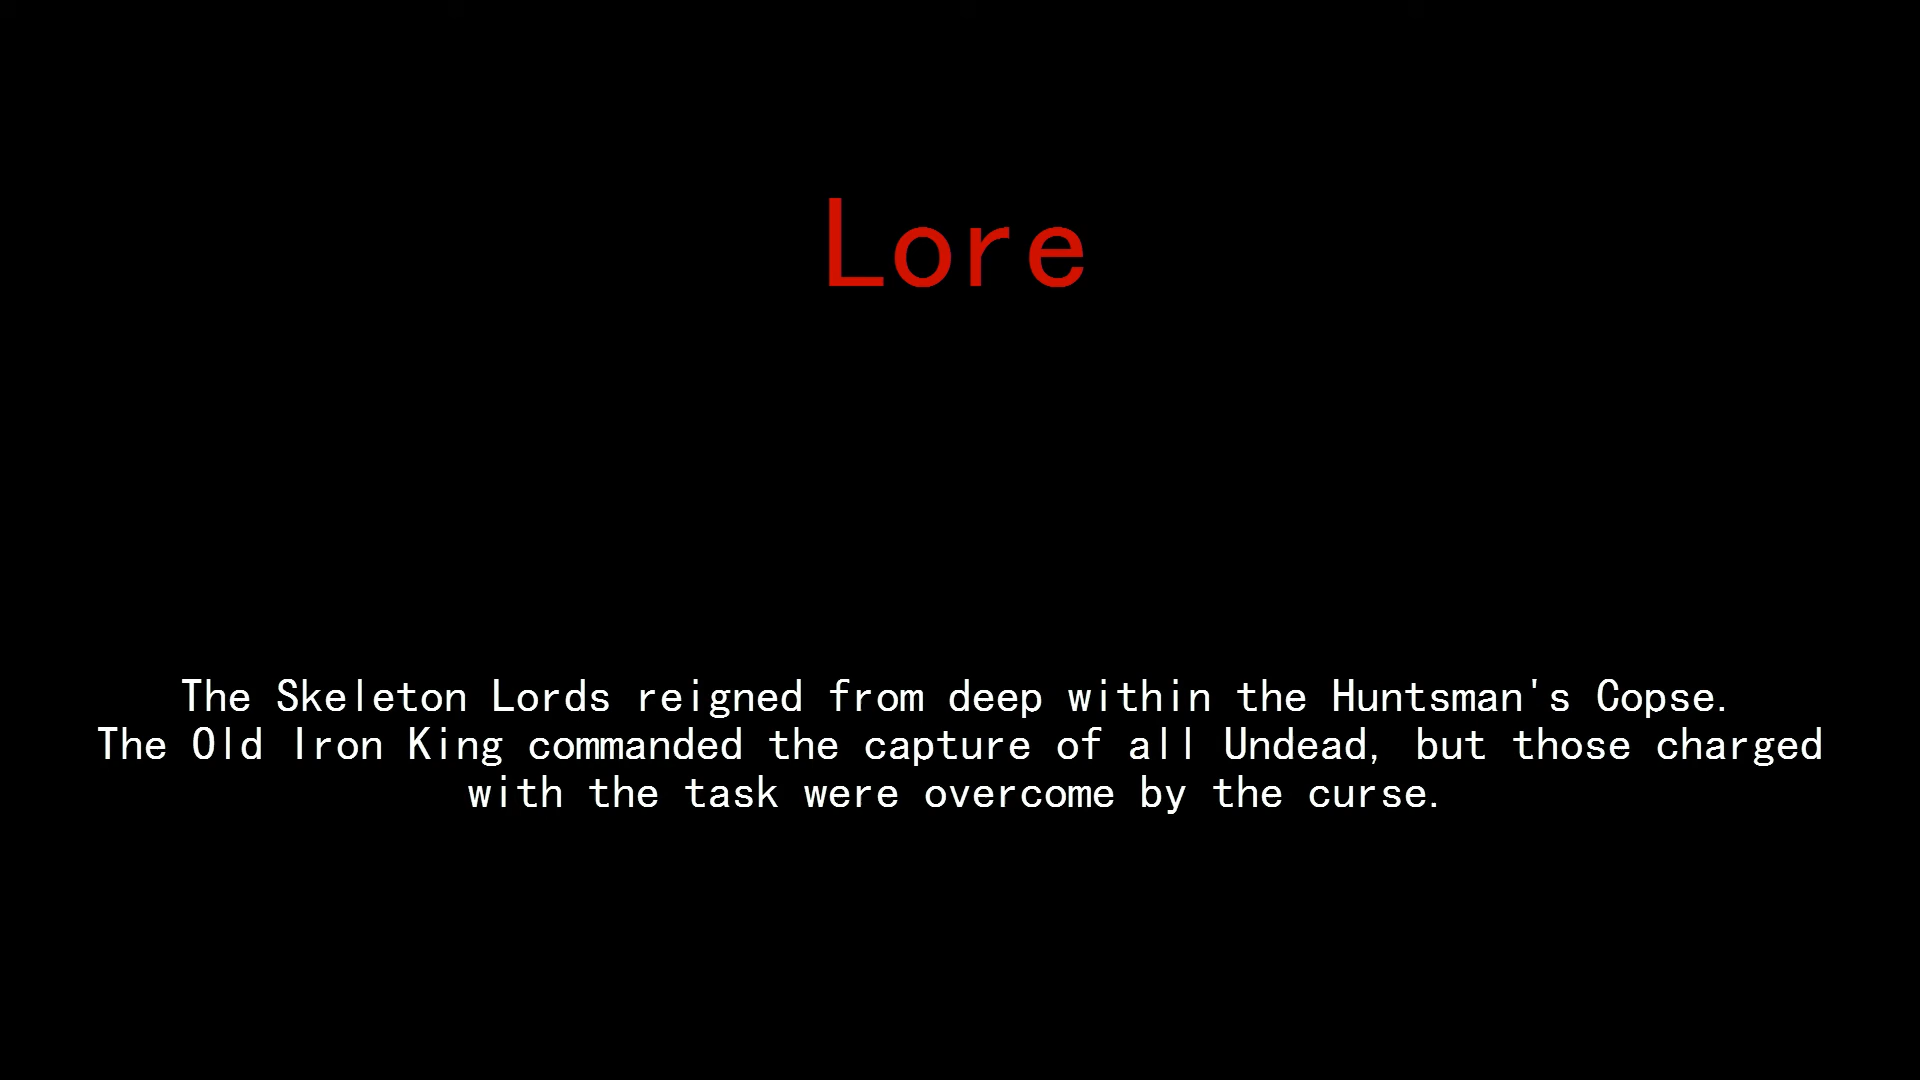 Lore
The Skeleton Lords reigned from deep within the Huntsman's Copse.
The Old Iron King commanded the capture of all Undead, but those charged
with the task were overcome by the curse.